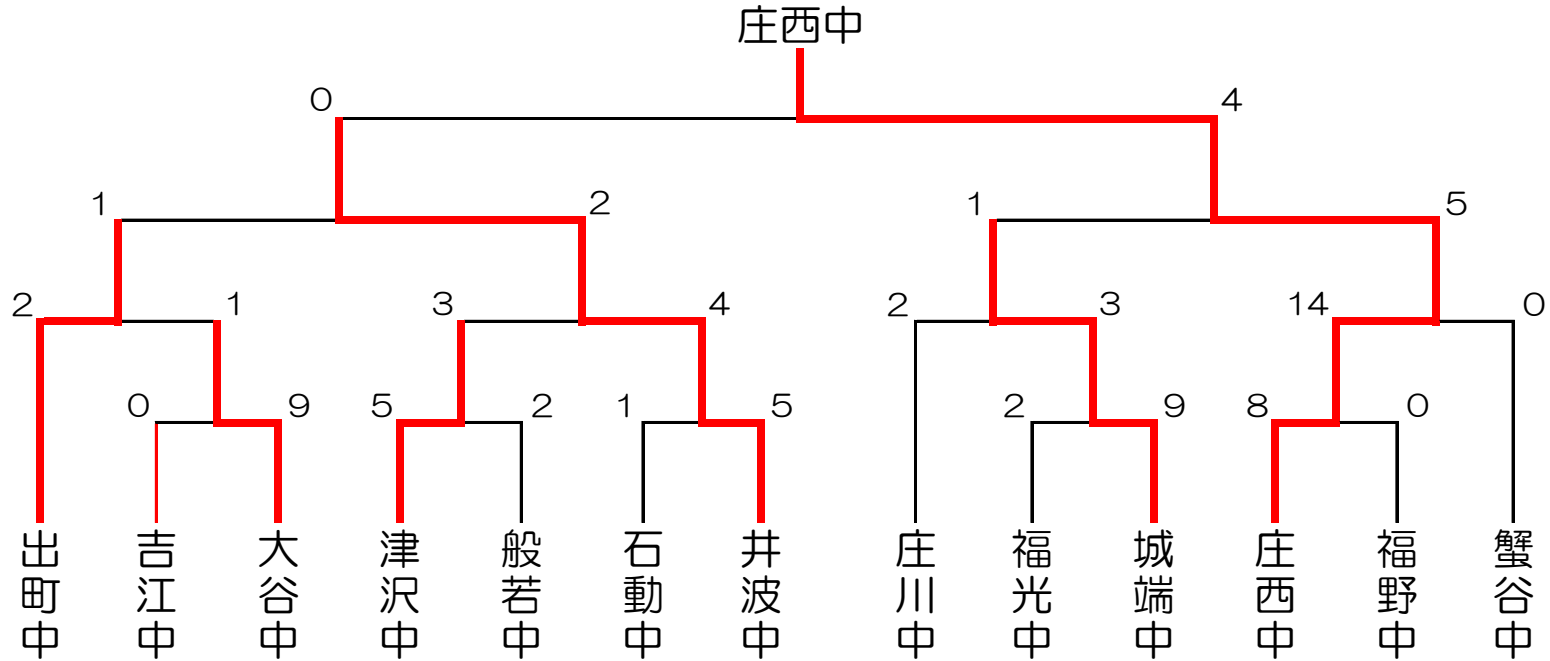 庄西中
0 4
1 2 1 5
2 1 3 4 2 3 14 0
0 9 5 2 1 5 2 9 8 0
出町中
吉江中
大谷中
津沢中
般若中
石動中
井波中
庄川中
福光中
城端中
庄西中
福野中
蟹谷中